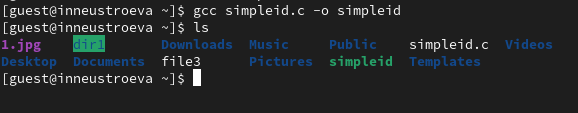 [guest@inneustroeva ~]$ gcc simpleid.c -o simpleid
[guest@inneustroeva ~]$ ls
1.jpg dir1 Downloads Music Public simpleid.c Videos
Desktop Documents file3 Pictures simpleid Templates
[guest@inneustroeva ~]$